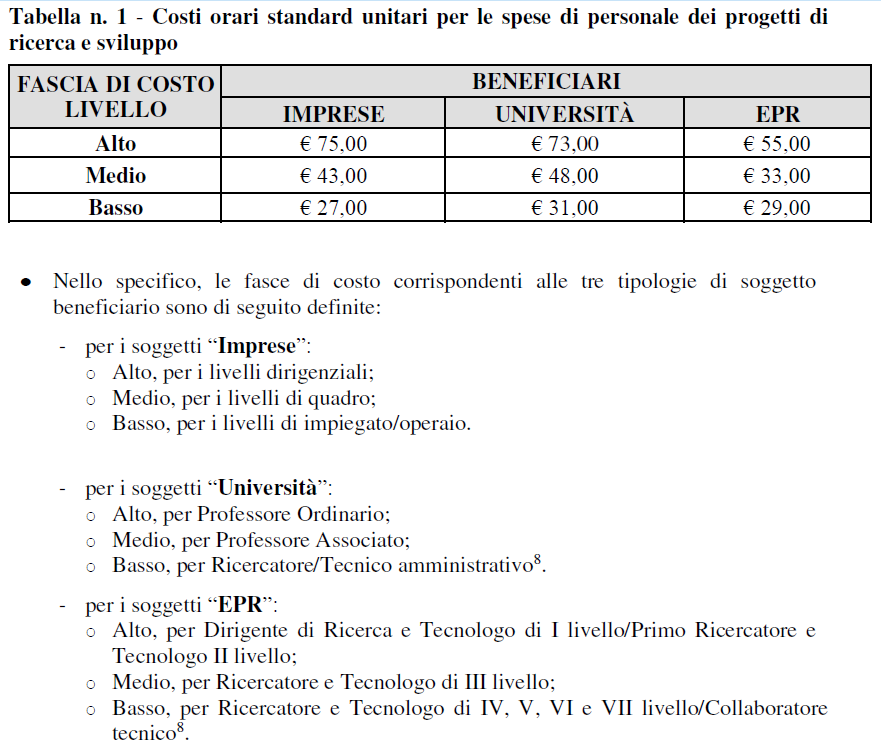 Tabella n. 1 - Costi orari standard unitari per le spese di personale dei progetti di
ricerca e sviluppo
FASCIA DI COSTO
LIVELLO
BENEFICIARI
IMPRESE UNIVERSITÀ EPR
Alto € 75,00 € 73,00 € 55,00
Medio € 43,00 € 48,00 € 33,00
Basso € 27,00 € 31,00 € 29,00
● Nello specifico, le fasce di costo corrispondenti alle tre tipologie di soggetto
beneficiario sono di seguito definite:
- per i soggetti “Imprese”:
○ Alto, per i livelli dirigenziali;
○ Medio, per i livelli di quadro;
○ Basso, per i livelli di impiegato/operaio.
- per i soggetti “Università”:
○ Alto, per Professore Ordinario;
○ Medio, per Professore Associato;
○ Basso, per Ricercatore/Tecnico amministrativo⁸.
- per i soggetti “EPR”:
○ Alto, per Dirigente di Ricerca e Tecnologo di I livello/Primo Ricercatore e
Tecnologo II livello;
○ Medio, per Ricercatore e Tecnologo di III livello;
○ Basso, per Ricercatore e Tecnologo di IV, V, VI e VII livello/Collaboratore
tecnico⁸.